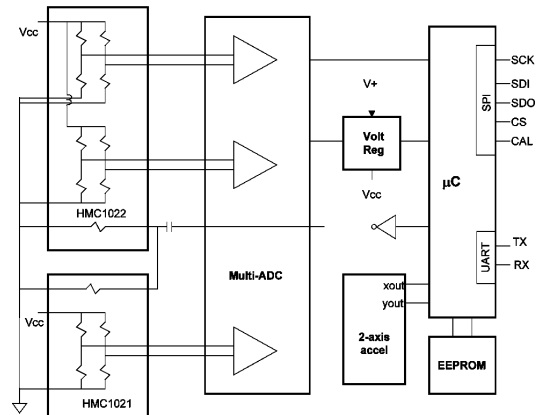 Vcc
HMC1022
Vcc
HMC1021
Multi-ADC
V+
Volt
Reg
Vcc
xout
yout
2-axis
accel
µC
SPI
UART
EEPROM
SCK
SDI
SDO
CS
CAL
TX
RX